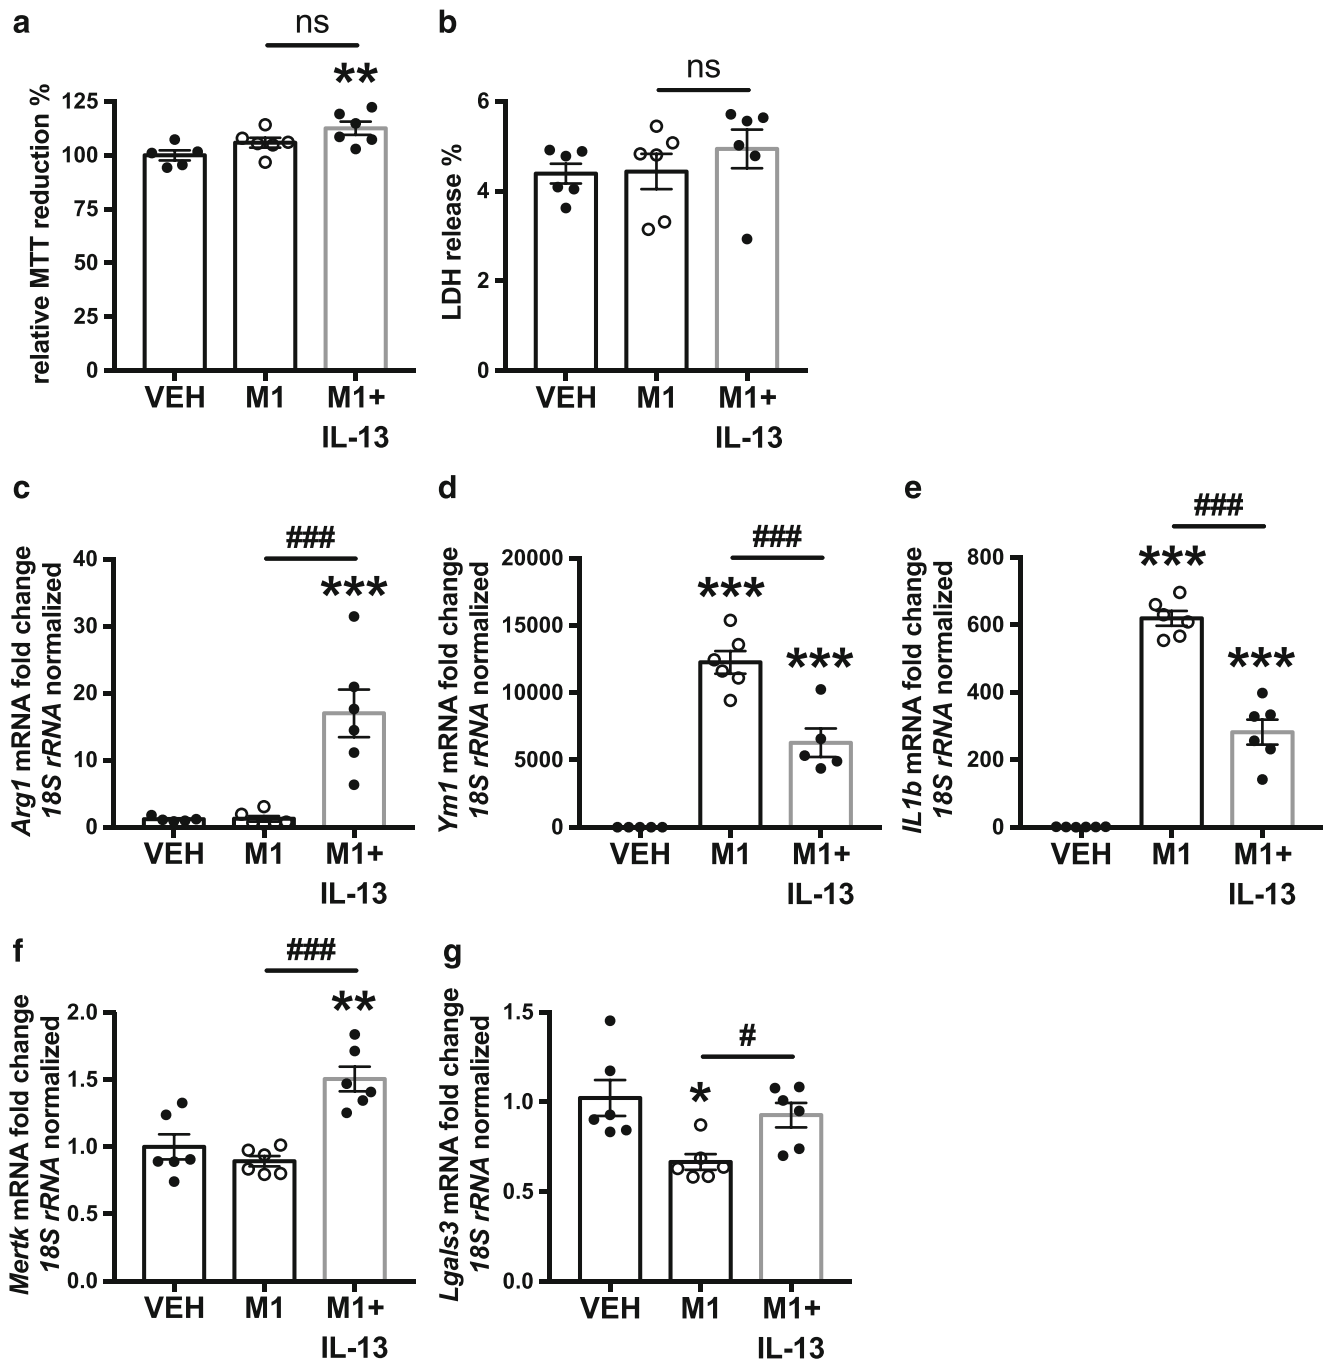 a
ns
**
relative MTT reduction %
125
100
75
50
25
0
VEH
M1
M1+
IL-13
b
ns
LDH release %
6
4
2
0
VEH
M1
M1+
IL-13
c
###
***
Arg1 mRNA fold change
18S rRNA normalized
40
30
20
10
0
VEH
M1
M1+
IL-13
d
###
***
***
Ym1 mRNA fold change
18S rRNA normalized
20000
15000
10000
5000
0
VEH
M1
M1+
IL-13
e
###
***
***
IL1b mRNA fold change
18S rRNA normalized
800
600
400
200
0
VEH
M1
M1+
IL-13
f
###
**
Mertk mRNA fold change
18S rRNA normalized
2.0
1.5
1.0
0.5
0.0
VEH
M1
M1+
IL-13
g
#
*
Lgals3 mRNA fold change
18S rRNA normalized
1.5
1.0
0.5
0.0
VEH
M1
M1+
IL-13